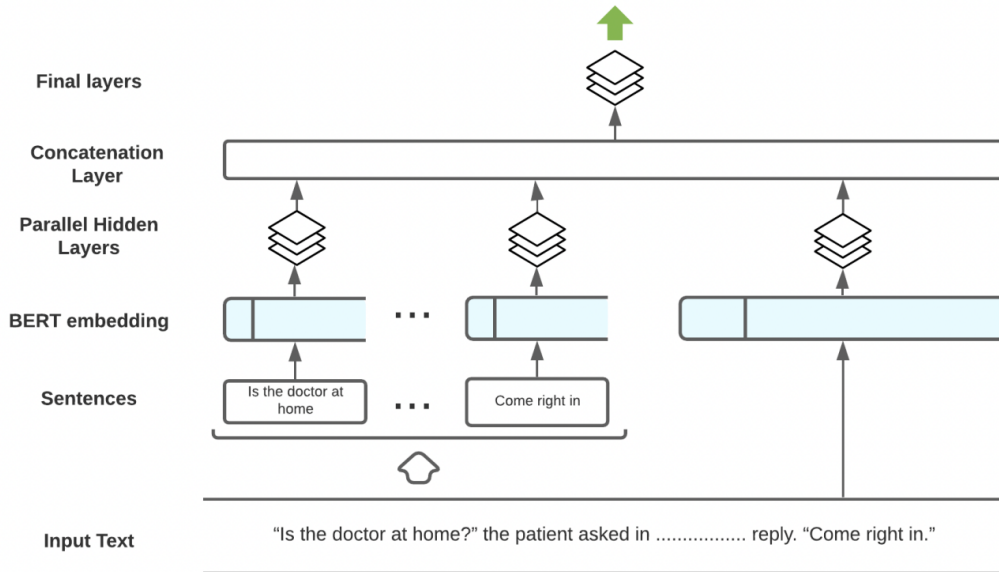 Final layers
Concatenation
Layer
Parallel Hidden
Layers
BERT embedding
...
Sentences
Is the doctor at
home
...
Come right in
Input Text
“Is the doctor at home?” the patient asked in ................. reply. “Come right in.”